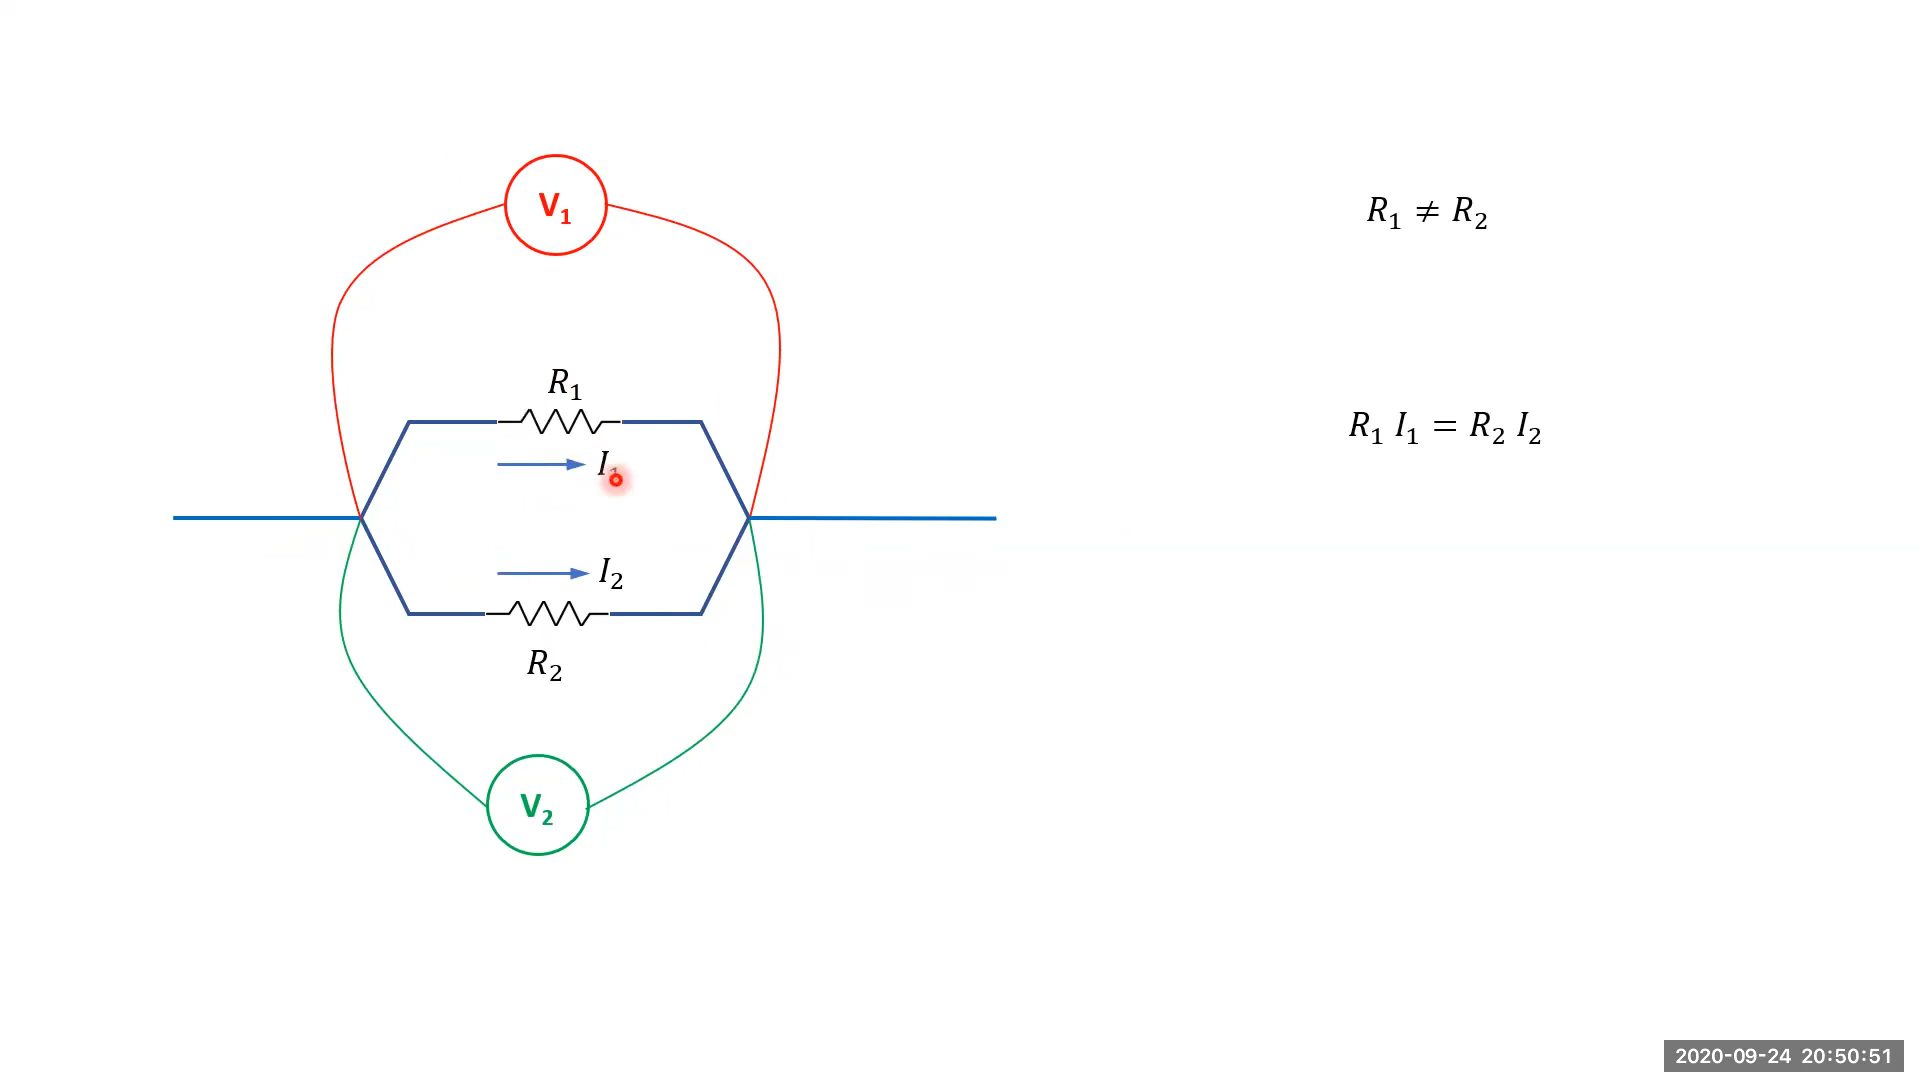 V₁
R₁ ≠ R₂
R₁
R₁ I₁ = R₂ I₂
I₁
I₂
R₂
V₂
2020-09-24 20:50:51